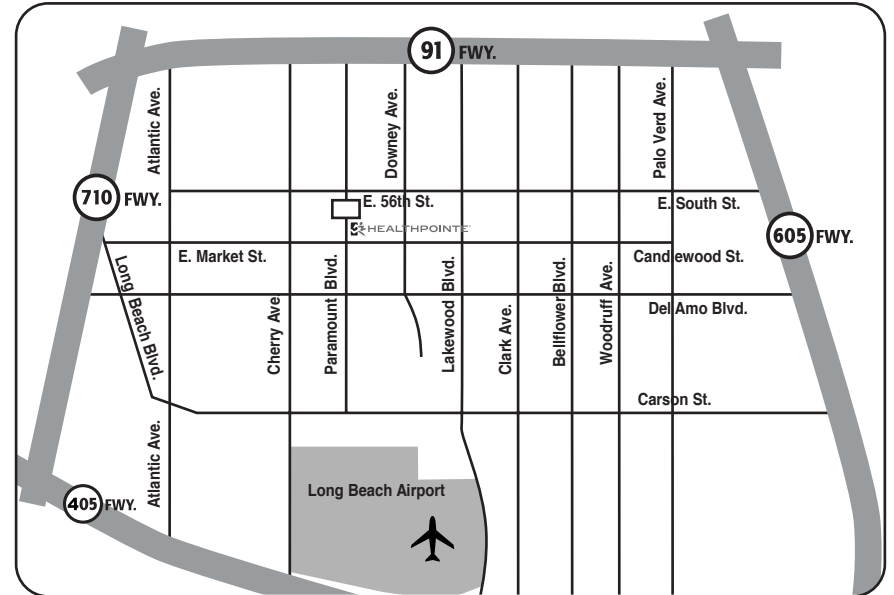 91 FWY.
Atlantic Ave.
Downey Ave.
Palo Verd Ave.
710 FWY.
E. 56th St.
E. South St.
HEALTHPOINTE
605 FWY.
E. Market St.
Candlewood St.
Long Beach Blvd.
Cherry Ave
Paramount Blvd.
Lakewood Blvd.
Clark Ave.
Bellflower Blvd.
Woodruff Ave.
Del Amo Blvd.
Carson St.
Atlantic Ave.
405 FWY.
Long Beach Airport